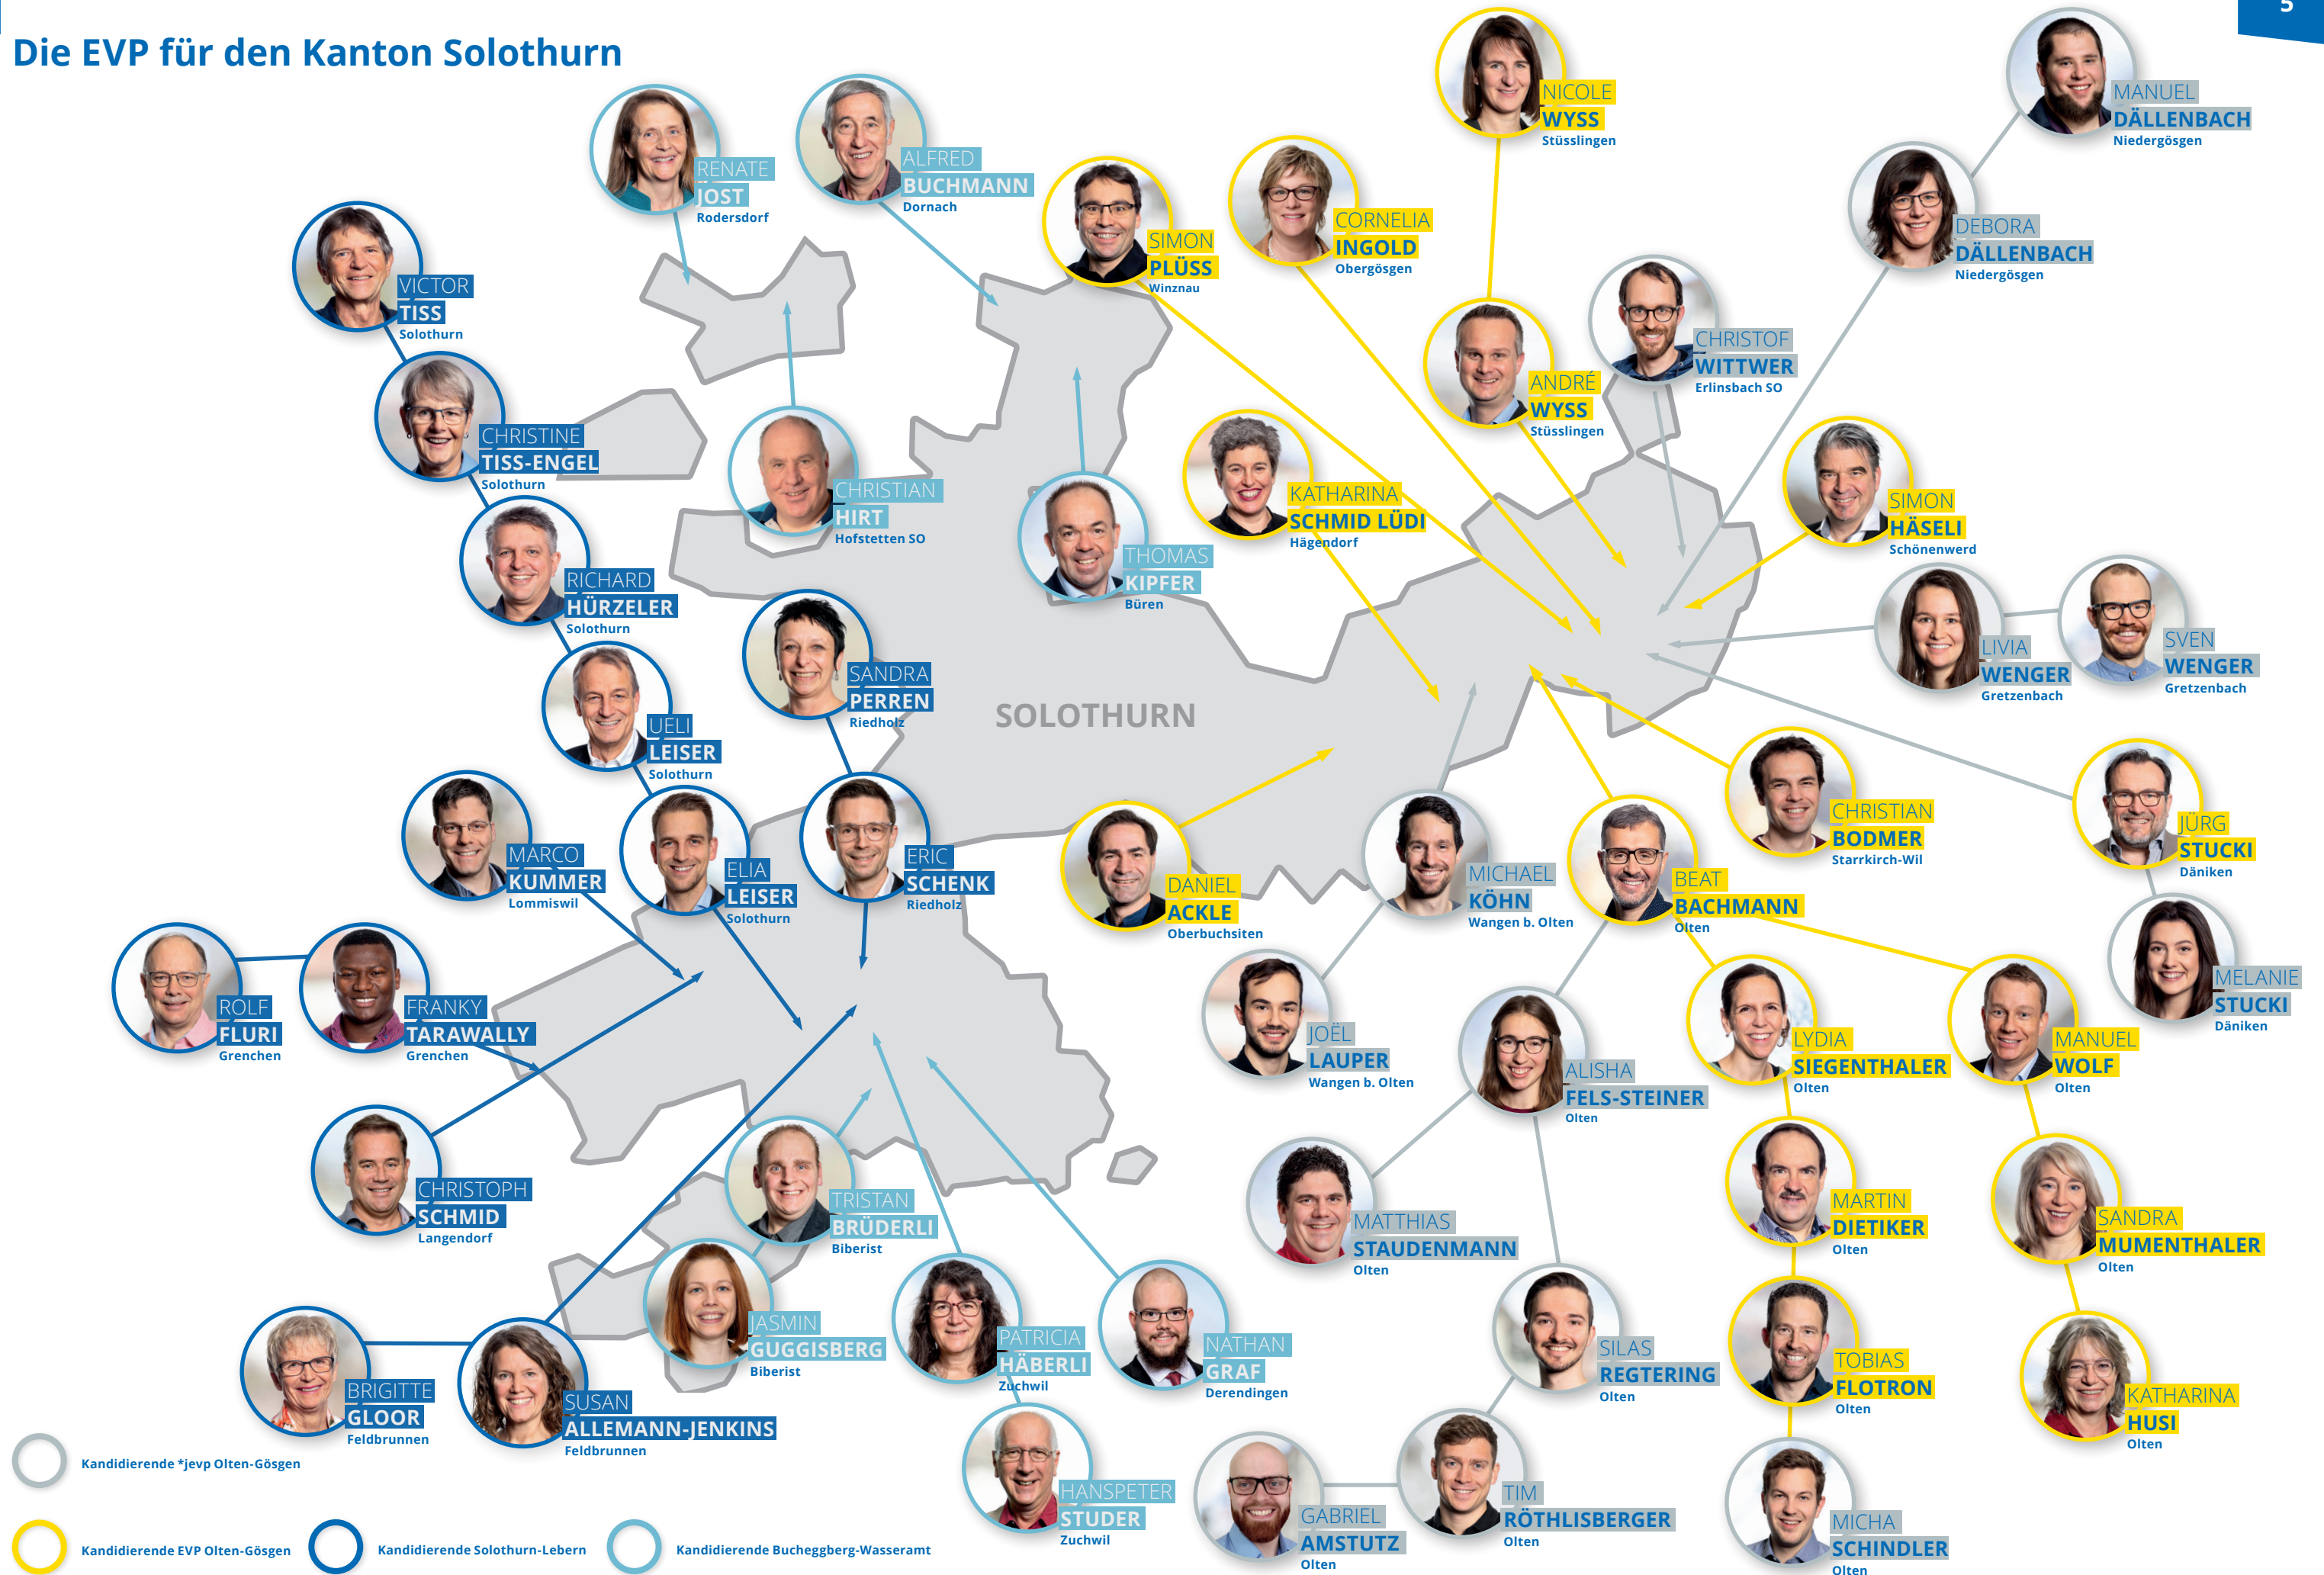 5
Die EVP für den Kanton Solothurn
NICOLE
WYSS
Stüsslingen
MANUEL
DÄLLENBACH
Niedergösgen
RENATE
JOST
Rodersdorf
ALFRED
BUCHMANN
Dornach
SIMON
PLÜSS
Winznau
CORNELIA
INGOLD
Obergösgen
DEBORA
DÄLLENBACH
Niedergösgen
VICTOR
TISS
Solothurn
CHRISTOF
WITTWER
Erlinsbach SO
ANDRÉ
WYSS
Stüsslingen
CHRISTINE
TISS-ENGEL
Solothurn
CHRISTIAN
HIRT
Hofstetten SO
KATHARINA
SCHMID LÜDI
Hägendorf
SIMON
HÄSELI
Schönenwerd
RICHARD
HÜRZELER
Solothurn
THOMAS
KIPFER
Büren
LIVIA
WENGER
Gretzenbach
SVEN
WENGER
Gretzenbach
SANDRA
PERREN
Riedholz
SOLOTHURN
UELI
LEISER
Solothurn
MARCO
KUMMER
Lommiswil
ELIA
LEISER
Solothurn
ERIC
SCHENK
Riedholz
DANIEL
ACKLE
Oberbuchsiten
MICHAEL
KÖHN
Wangen b. Olten
BEAT
BACHMANN
Olten
CHRISTIAN
BODMER
Starrkirch-Wil
JÜRG
STUCKI
Däniken
ROLF
FLURI
Grenchen
FRANKY
TARAWALLY
Grenchen
JOËL
LAUPER
Wangen b. Olten
ALISHA
FELS-STEINER
Olten
LYDIA
SIEGENTHALER
Olten
MANUEL
WOLF
Olten
MELANIE
STUCKI
Däniken
CHRISTOPH
SCHMID
Langendorf
TRISTAN
BRÜDERLI
Biberist
MATTHIAS
STAUDENMANN
Olten
MARTIN
DIETIKER
Olten
SANDRA
MUMENTHALER
Olten
JASMIN
GUGGISBERG
Biberist
PATRICIA
HÄBERLI
Zuchwil
NATHAN
GRAF
Derendingen
SILAS
REGTERING
Olten
TOBIAS
FLOTRON
Olten
KATHARINA
HUSI
Olten
BRIGITTE
GLOOR
Feldbrunnen
SUSAN
ALLEMANN-JENKINS
Feldbrunnen
HANSPETER
STUDER
Zuchwil
GABRIEL
AMSTUTZ
Olten
TIM
RÖTHLISBERGER
Olten
MICHA
SCHINDLER
Olten
Kandidierende *jevp Olten-Gösgen
Kandidierende EVP Olten-Gösgen
Kandidierende Solothurn-Lebern
Kandidierende Bucheggberg-Wasseramt